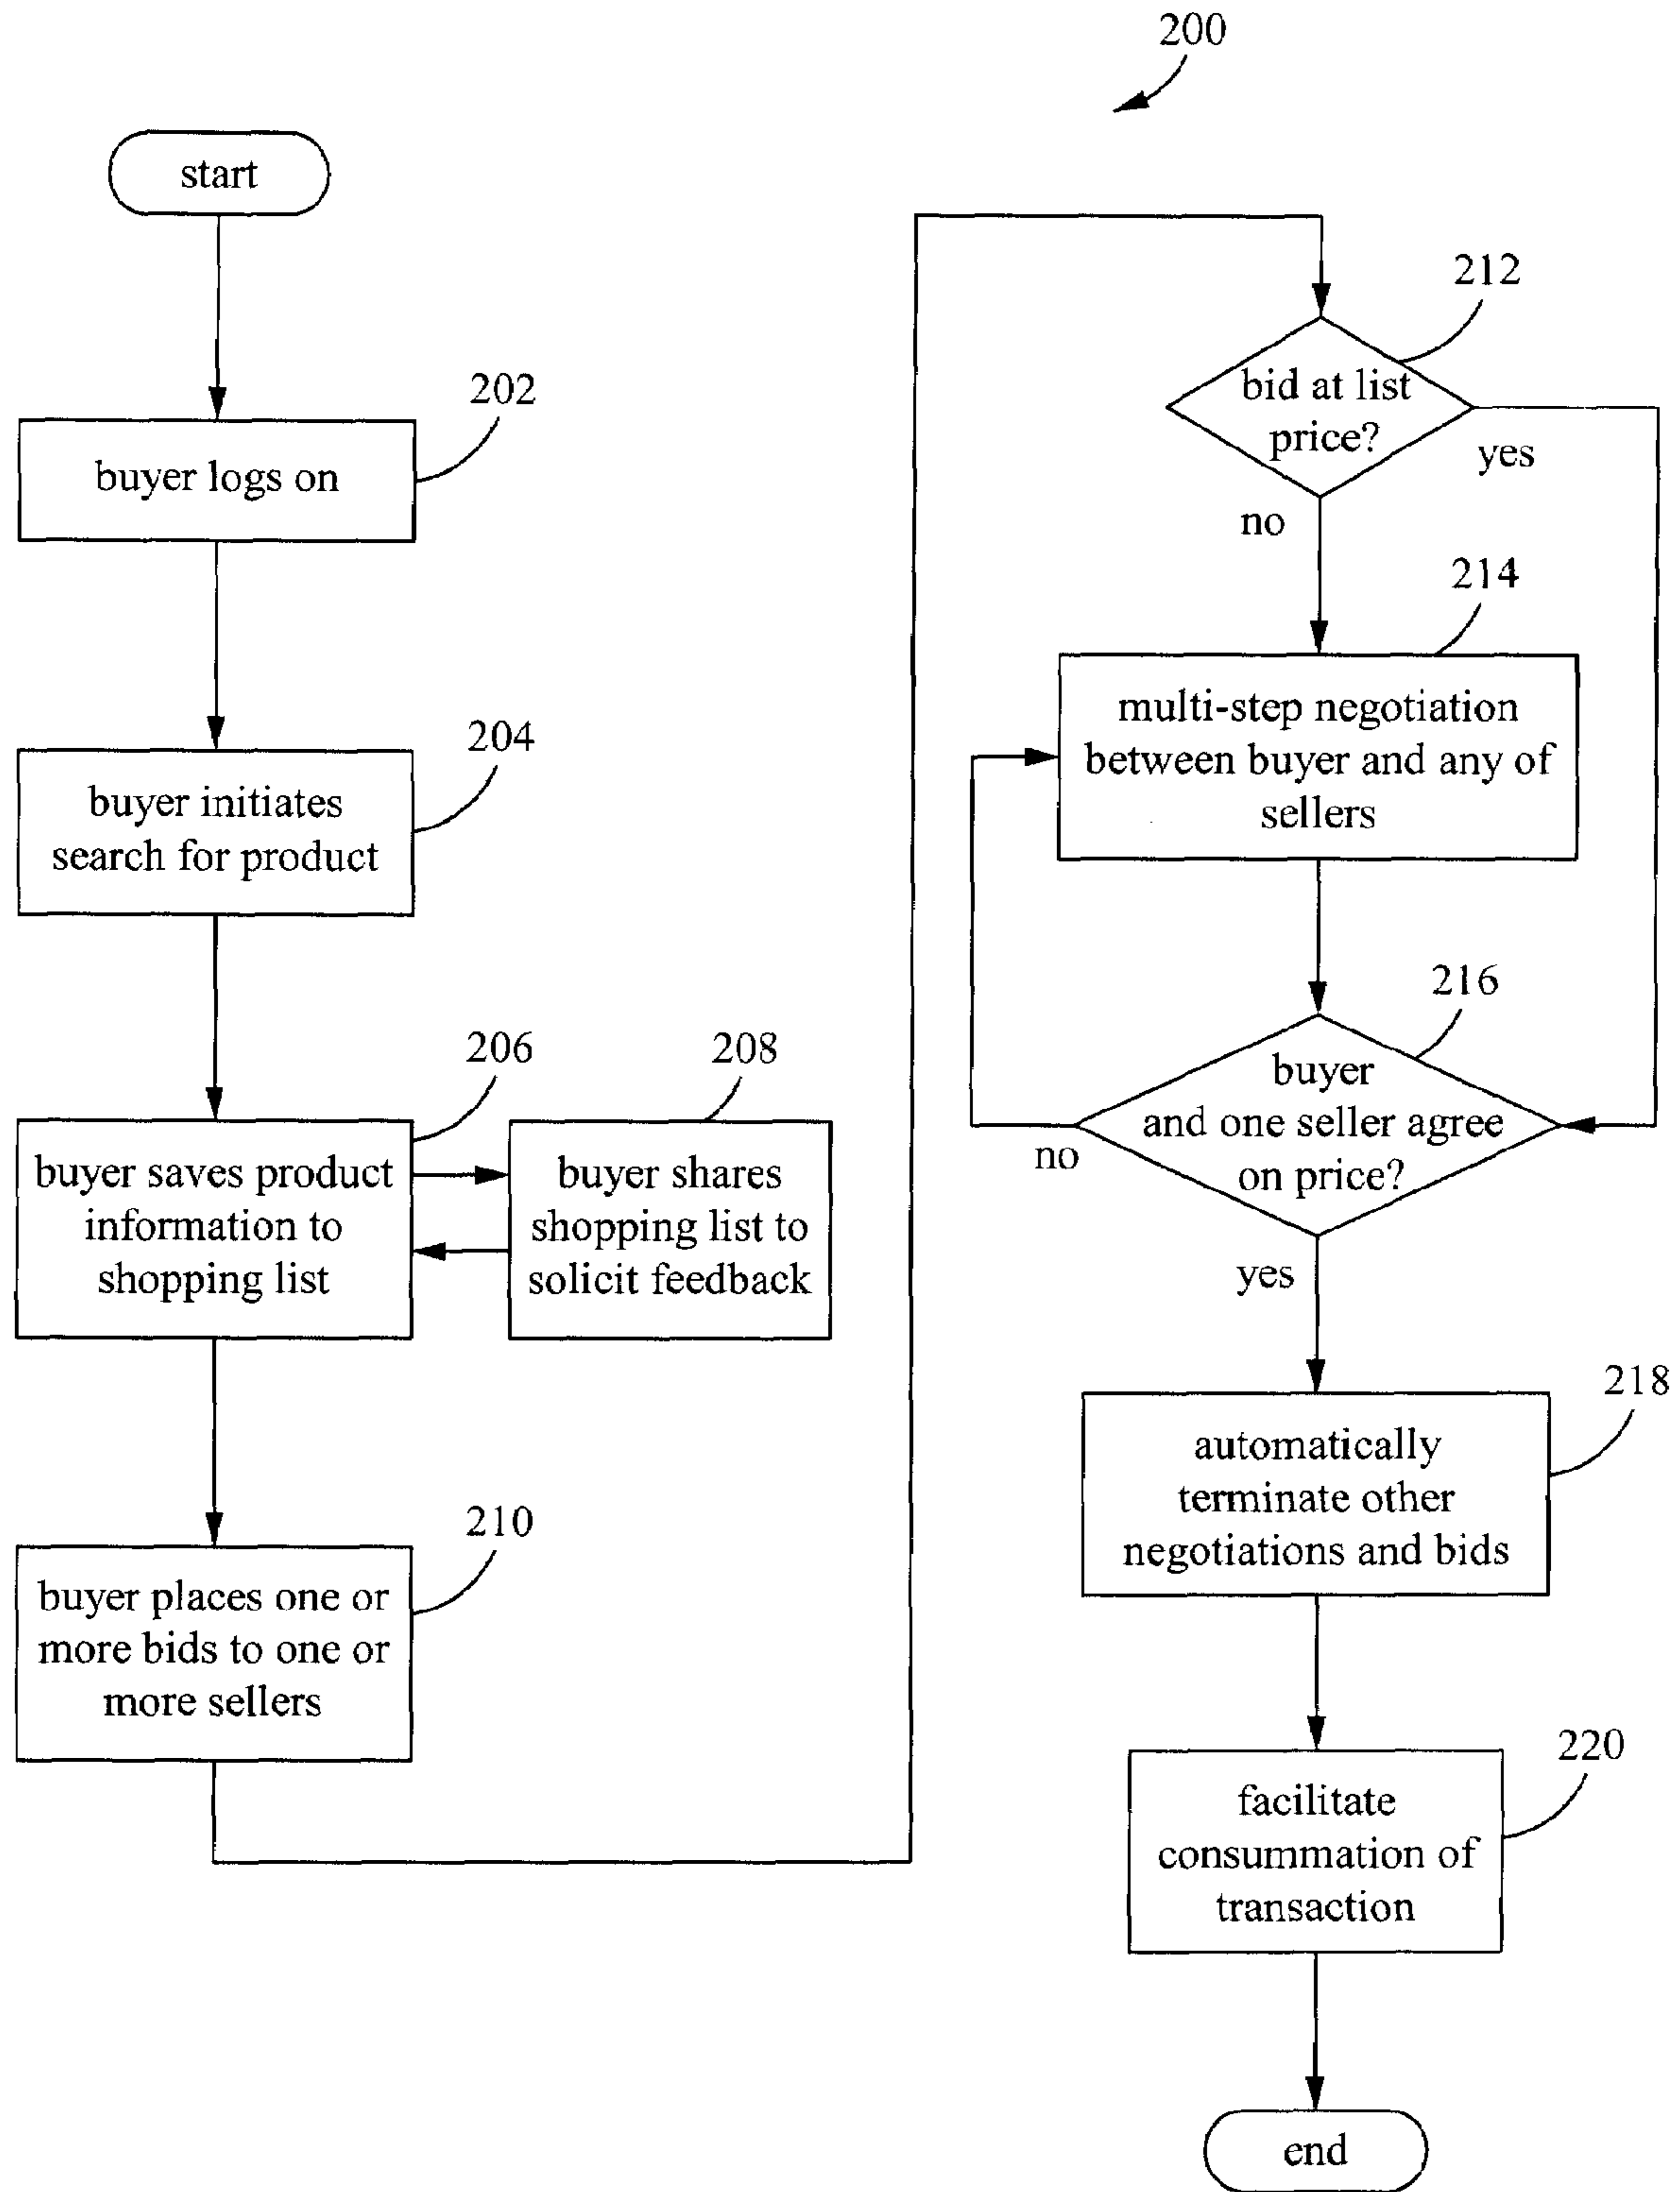 200
start
202
buyer logs on
204
buyer initiates
search for product
206
buyer saves product
information to
shopping list
208
buyer shares
shopping list to
solicit feedback
210
buyer places one or
more bids to one or
more sellers
212
bid at list
price?
yes
no
214
multi-step negotiation
between buyer and any of
sellers
216
buyer
and one seller agree
on price?
no
yes
218
automatically
terminate other
negotiations and bids
220
facilitate
consummation of
transaction
end